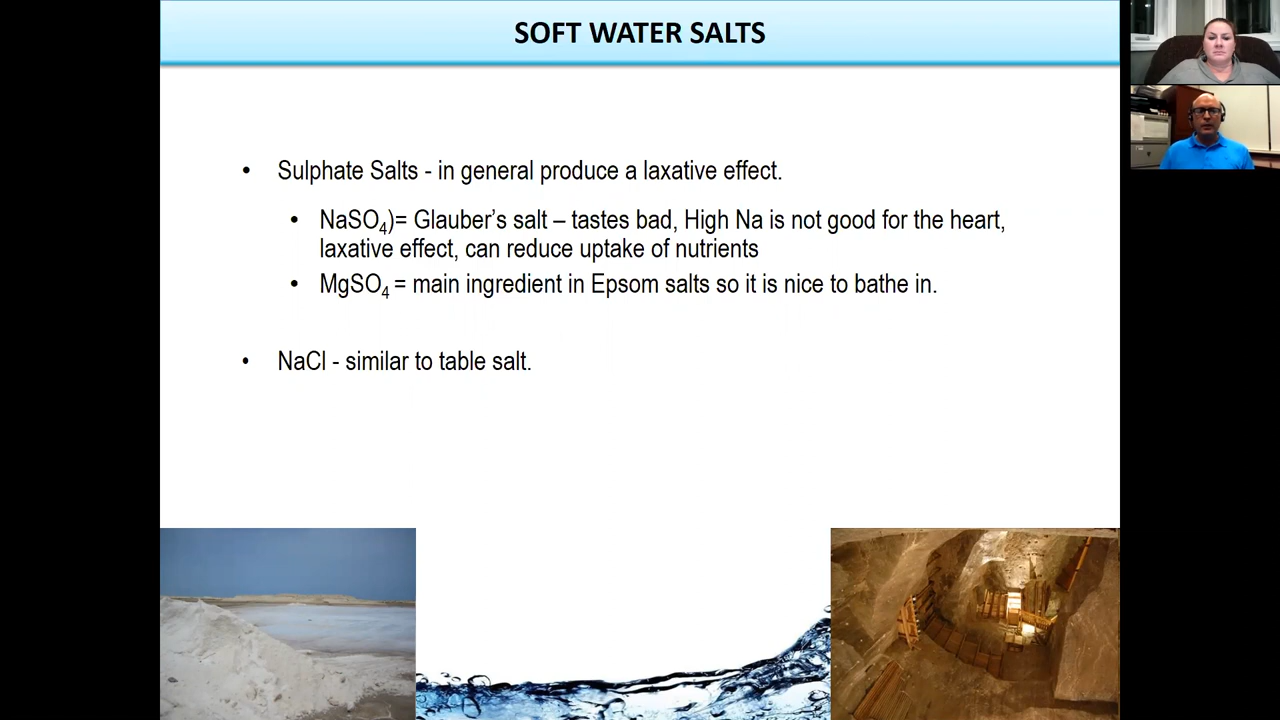 SOFT WATER SALTS
• Sulphate Salts - in general produce a laxative effect.
• NaSO₄)= Glauber’s salt – tastes bad, High Na is not good for the heart,
laxative effect, can reduce uptake of nutrients
• MgSO₄ = main ingredient in Epsom salts so it is nice to bathe in.
• NaCl - similar to table salt.